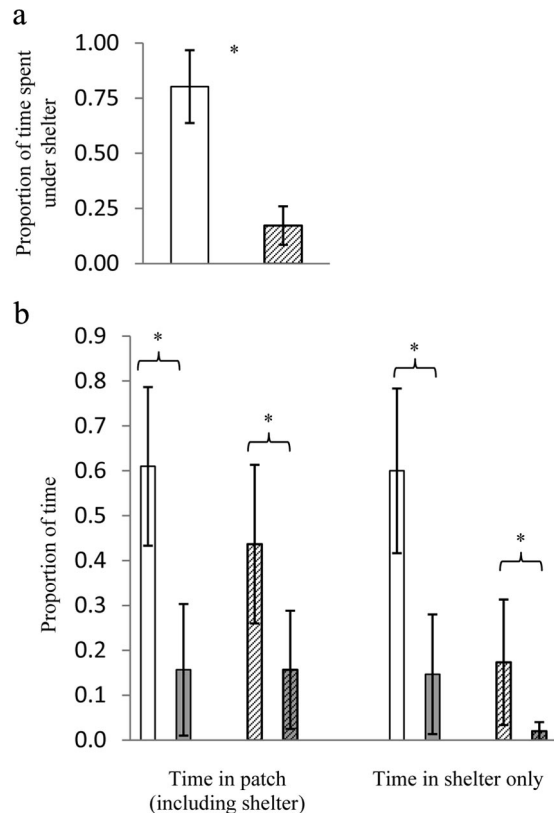 a
Proportion of time spent
under shelter
1.00
0.75
0.50
0.25
0.00
*
b
Proportion of time
0.9
0.8
0.7
0.6
0.5
0.4
0.3
0.2
0.1
0.0
*
*
*
*
Time in patch
(including shelter)
Time in shelter only